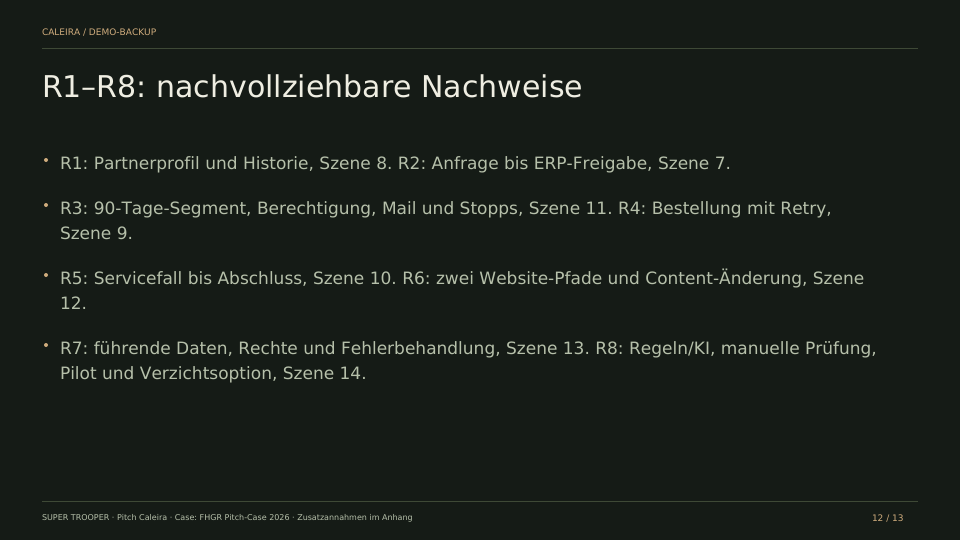 CALEIRA / DEMO-BACKUP
R1–R8: nachvollziehbare Nachweise
• R1: Partnerprofil und Historie, Szene 8. R2: Anfrage bis ERP-Freigabe, Szene 7.
• R3: 90-Tage-Segment, Berechtigung, Mail und Stopps, Szene 11. R4: Bestellung mit Retry,
Szene 9.
• R5: Servicefall bis Abschluss, Szene 10. R6: zwei Website-Pfade und Content-Änderung, Szene
12.
• R7: führende Daten, Rechte und Fehlerbehandlung, Szene 13. R8: Regeln/KI, manuelle Prüfung,
Pilot und Verzichtsoption, Szene 14.
SUPER TROOPER · Pitch Caleira · Case: FHGR Pitch-Case 2026 · Zusatzannahmen im Anhang
12 / 13